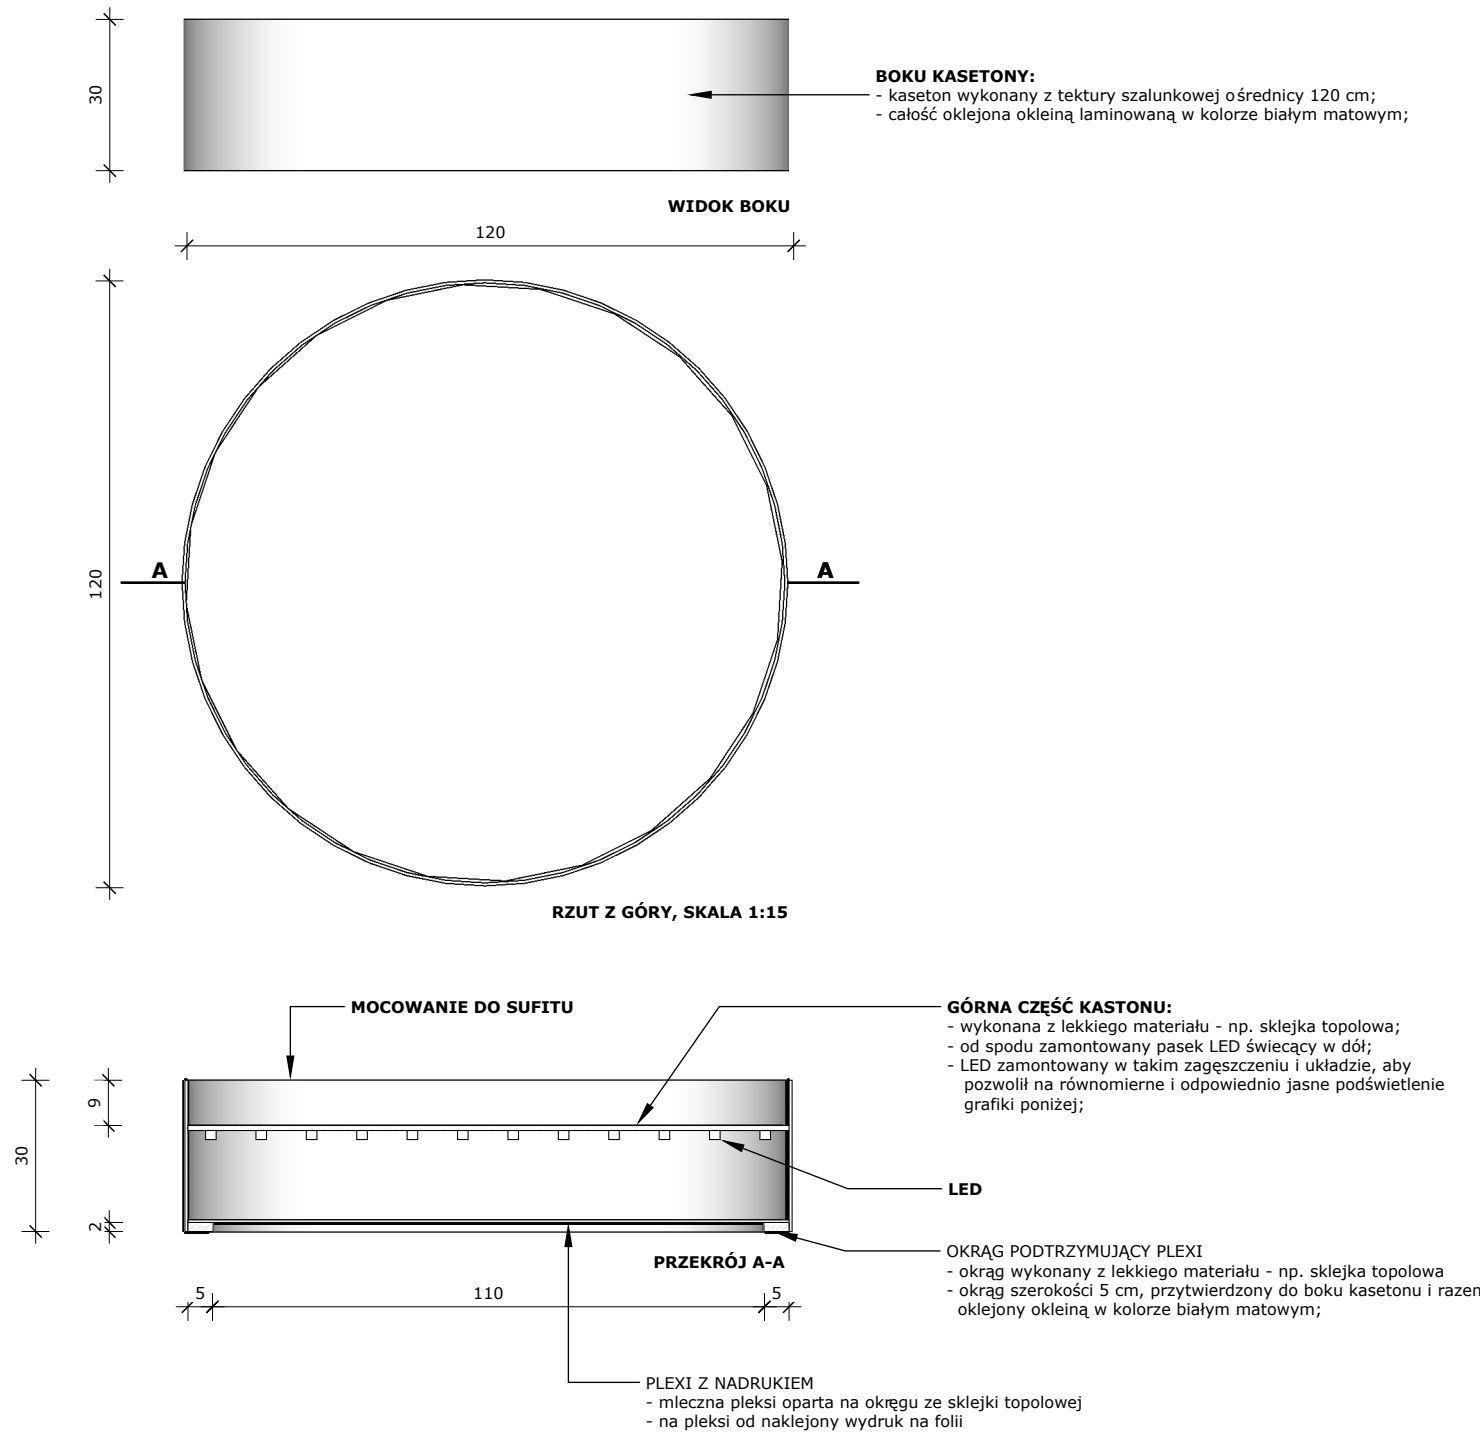 30
BOKU KASETONY:
- kaseton wykonany z tektury szalunkowej ośrednicy 120 cm;
- całość oklejona okleiną laminowaną w kolorze białym matowym;
WIDOK BOKU
120
120
A
A
RZUT Z GÓRY, SKALA 1:15
MOCOWANIE DO SUFITU
GÓRNA CZĘŚĆ KASTONU:
- wykonana z lekkiego materiału - np. sklejka topolowa;
- od spodu zamontowany pasek LED świecący w dół;
- LED zamontowany w takim zagęszczeniu i układzie, aby
pozwolił na równomierne i odpowiednio jasne podświetlenie
grafiki poniżej;
9
30
2
LED
PRZEKRÓJ A-A
OKRĄG PODTRZYMUJĄCY PLEXI
- okrąg wykonany z lekkiego materiału - np. sklejka topolowa
- okrąg szerokości 5 cm, przytwierdzony do boku kasetonu i razem
oklejony okleiną w kolorze białym matowym;
5
110
5
PLEXI Z NADRUKIEM
- mleczna pleksi oparta na okręgu ze sklejki topolowej
- na pleksi od naklejony wydruk na folii